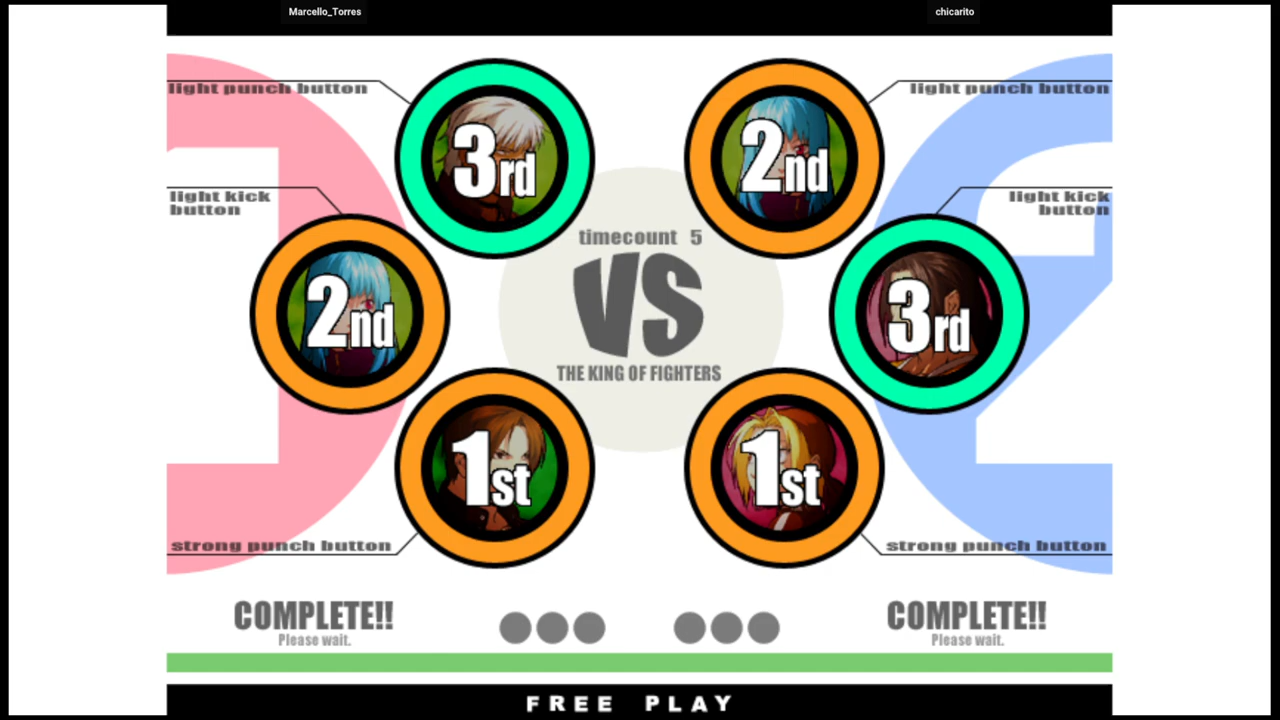 Marcello_Torres
chicarito
light punch button
light punch button
3rd
2nd
light kick
button
light kick
button
timecount 5
VS
2nd
3rd
THE KING OF FIGHTERS
1st
1st
strong punch button
strong punch button
COMPLETE!!
Please wait.
COMPLETE!!
Please wait.
FREE PLAY